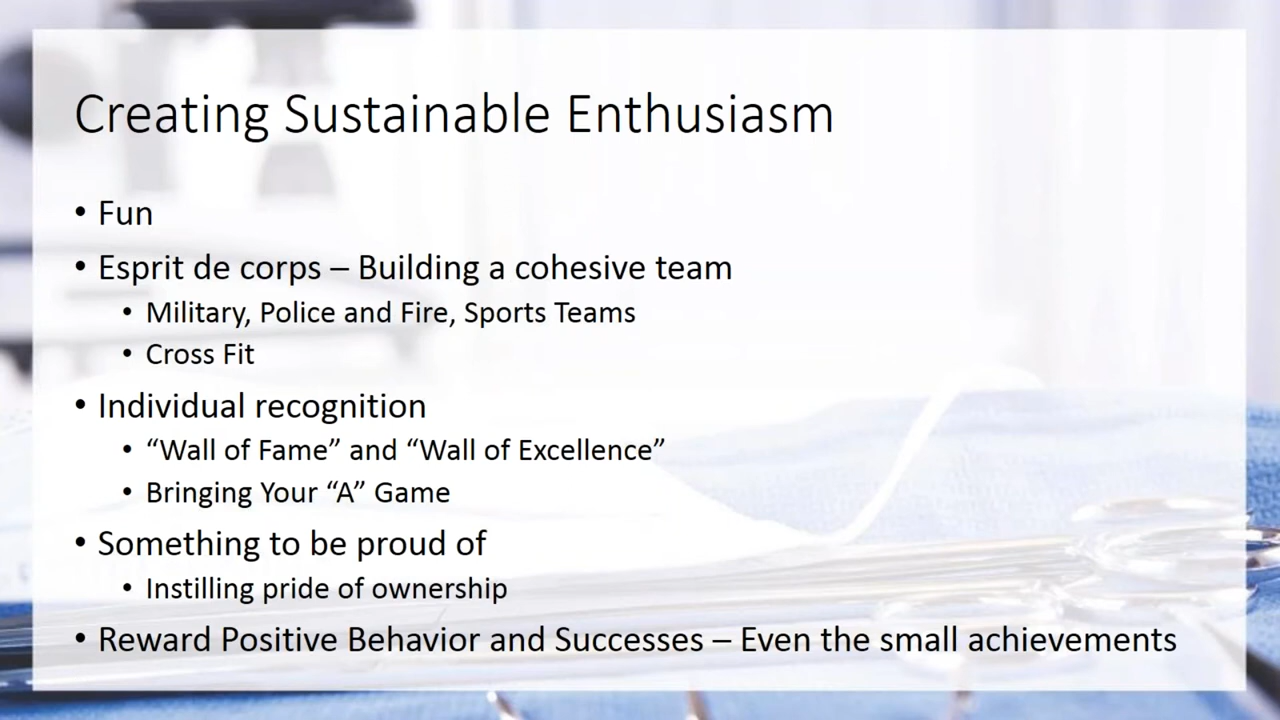 Creating Sustainable Enthusiasm
• Fun
• Esprit de corps – Building a cohesive team
• Military, Police and Fire, Sports Teams
• Cross Fit
• Individual recognition
• “Wall of Fame” and “Wall of Excellence”
• Bringing Your “A” Game
• Something to be proud of
• Instilling pride of ownership
• Reward Positive Behavior and Successes – Even the small achievements